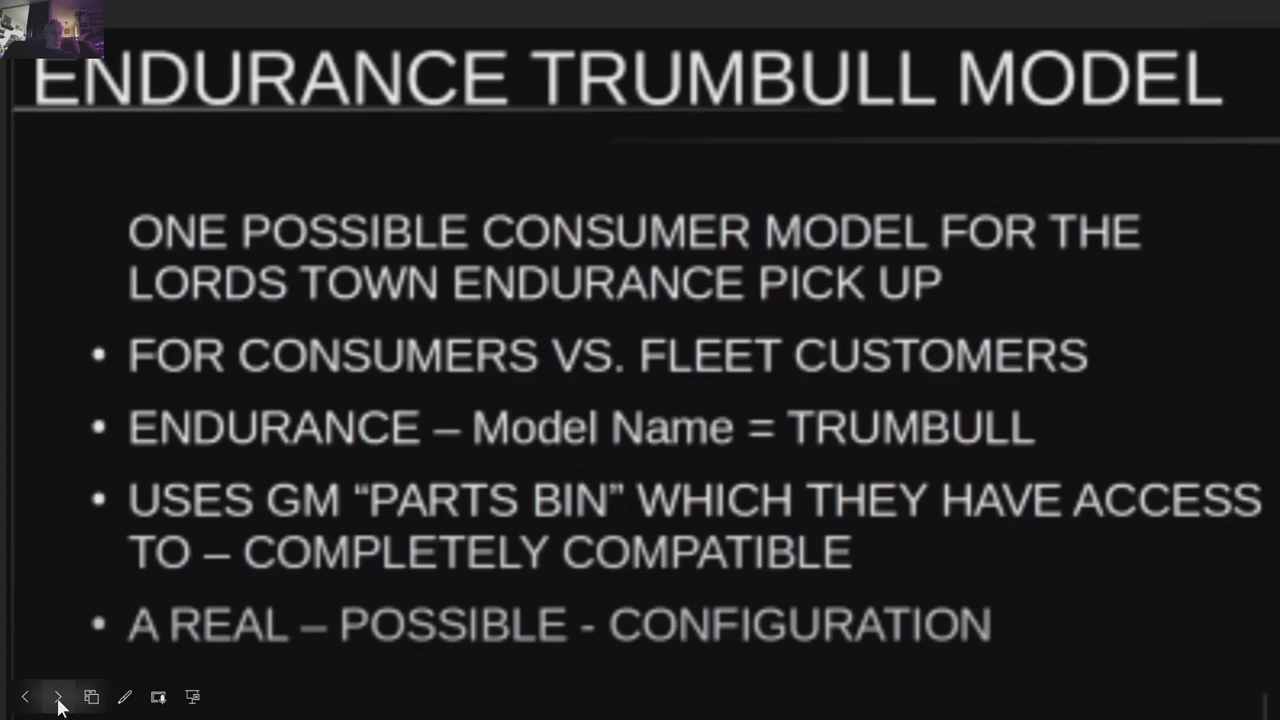 ENDURANCE TRUMBULL MODEL
ONE POSSIBLE CONSUMER MODEL FOR THE
LORDS TOWN ENDURANCE PICK UP
• FOR CONSUMERS VS. FLEET CUSTOMERS
• ENDURANCE – Model Name = TRUMBULL
• USES GM “PARTS BIN” WHICH THEY HAVE ACCESS
TO – COMPLETELY COMPATIBLE
• A REAL – POSSIBLE - CONFIGURATION